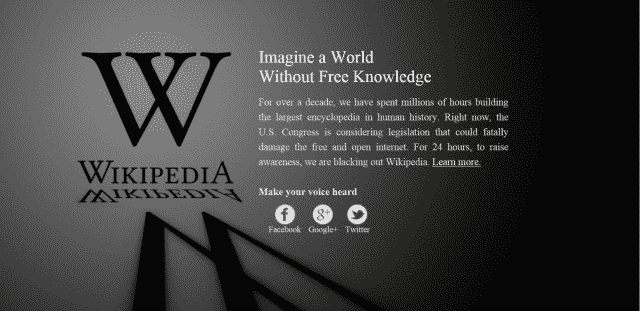 W
WIKIPEDIA
Imagine a World
Without Free Knowledge
For over a decade, we have spent millions of hours building
the largest encyclopedia in human history. Right now, the
U.S. Congress is considering legislation that could fatally
damage the free and open internet. For 24 hours, to raise
awareness, we are blacking out Wikipedia. Learn more.
Make your voice heard
f g+
Facebook Google+ Twitter